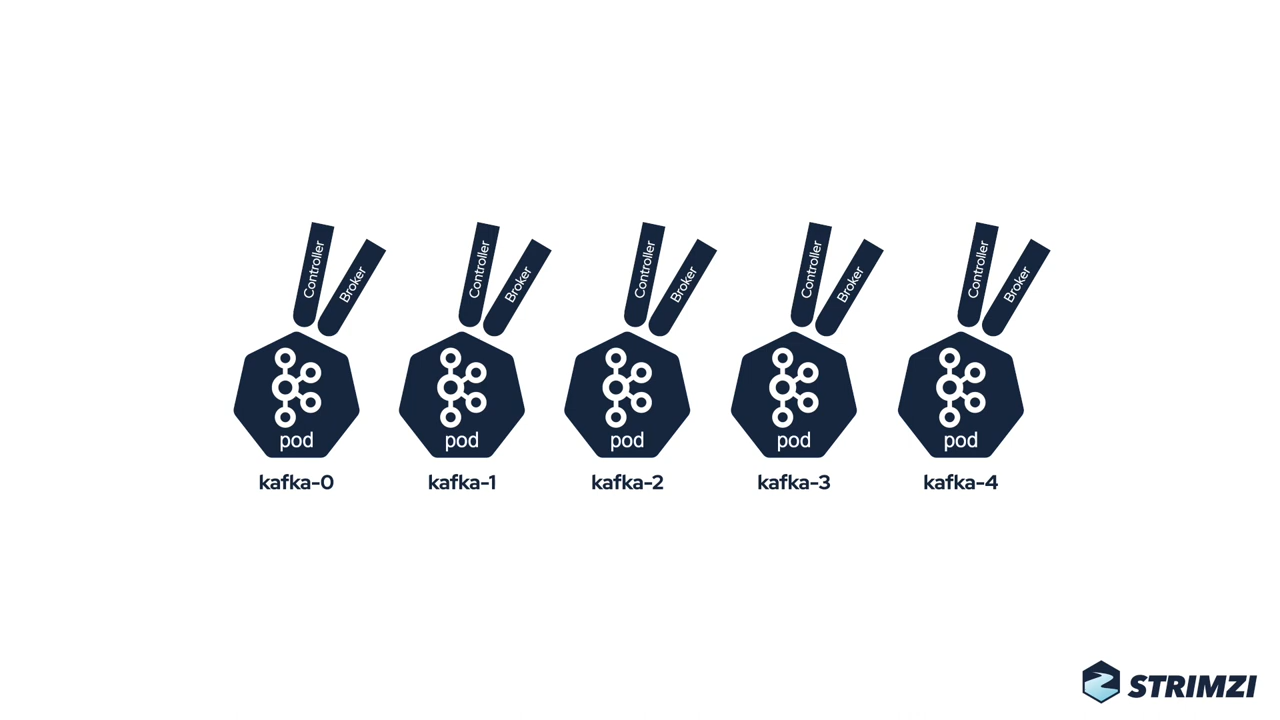 Controller
Broker
Controller
Broker
Controller
Broker
Controller
Broker
Controller
Broker
pod
pod
pod
pod
pod
kafka-0
kafka-1
kafka-2
kafka-3
kafka-4
STRIMZI